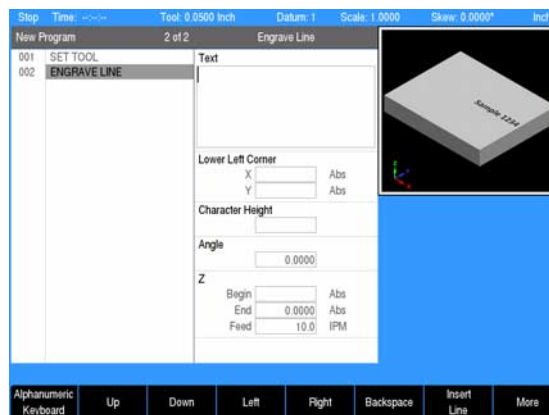 Stop Time: --:--:-- Tool: 0.0500 Inch Datum: 1 Scale: 1.0000 Skew: 0.0000° Inch
New Program 2 of 2 Engrave Line
001 SET TOOL
002 ENGRAVE LINE
Text
Lower Left Corner
X Abs
Y Abs
Character Height
Angle
0.0000
Z
Begin Abs
End 0.0000 Abs
Feed 10.0 IPM
Sample 1234
Alphanumeric Keyboard Up Down Left Right Backspace Insert Line More